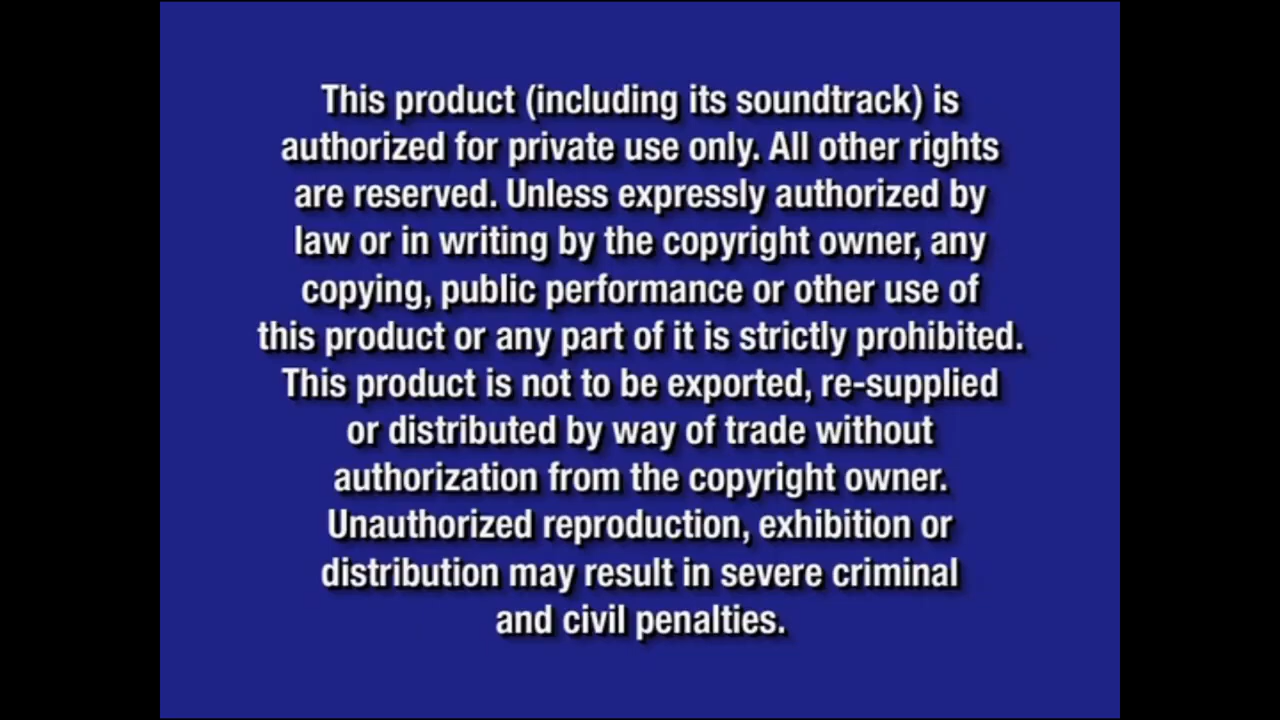 This product (including its soundtrack) is
authorized for private use only. All other rights
are reserved. Unless expressly authorized by
law or in writing by the copyright owner, any
copying, public performance or other use of
this product or any part of it is strictly prohibited.
This product is not to be exported, re-supplied
or distributed by way of trade without
authorization from the copyright owner.
Unauthorized reproduction, exhibition or
distribution may result in severe criminal
and civil penalties.